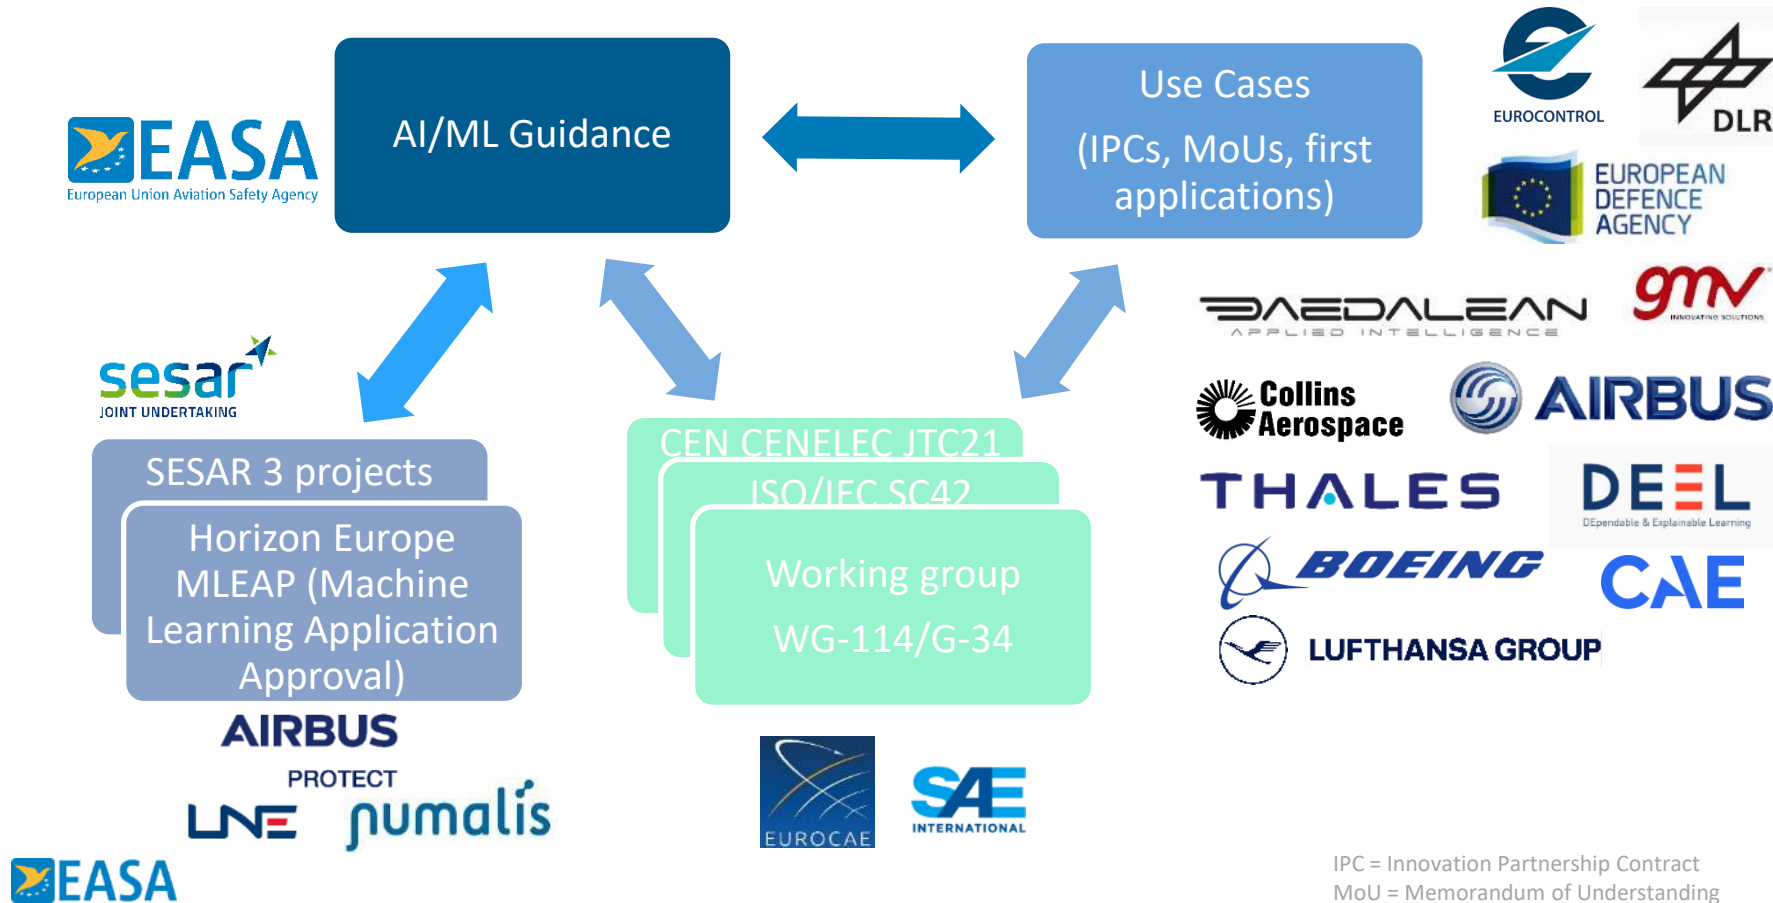 EASA
European Union Aviation Safety Agency
AI/ML Guidance
Use Cases
(IPCs, MoUs, first
applications)
EUROCONTROL
DLR
EUROPEAN
DEFENCE
AGENCY
DAEDALEAN
APPLIED INTELLIGENCE
gmv
INNOVATING SOLUTIONS
Collins
Aerospace
AIRBUS
THALES
DEEL
DEpendable & Explainable Learning
BOEING
CAE
LUFTHANSA GROUP
sesar
JOINT UNDERTAKING
SESAR 3 projects
Horizon Europe
MLEAP (Machine
Learning Application
Approval)
CEN CENELEC JTC21
ISO/IEC SC42
Working group
WG-114/G-34
AIRBUS
PROTECT
LNE
numalis
EUROCAE
SAE
INTERNATIONAL
EASA
IPC = Innovation Partnership Contract
MoU = Memorandum of Understanding